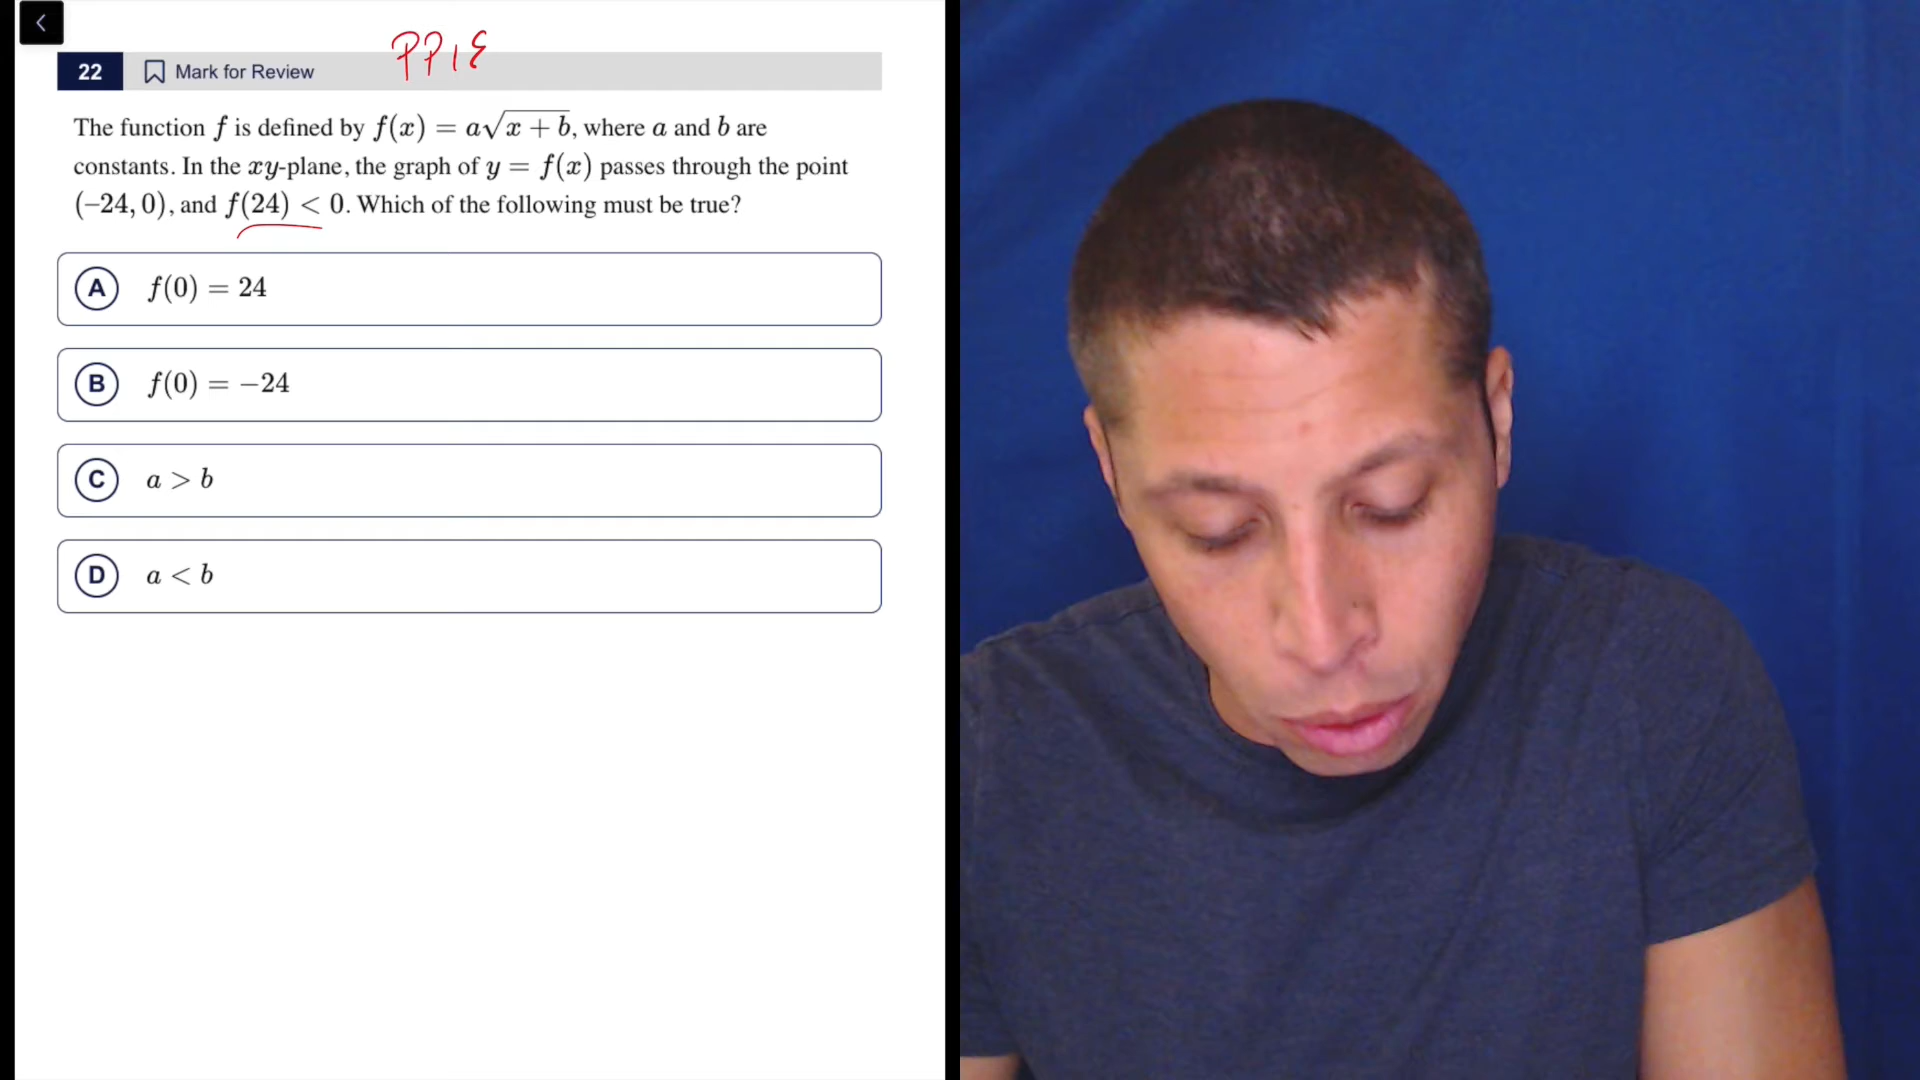 PPIE
22 Mark for Review
The function f is defined by f(x) = a√x + b, where a and b are
constants. In the xy-plane, the graph of y = f(x) passes through the point
(−24, 0), and f(24) < 0. Which of the following must be true?
A f(0) = 24
B f(0) = −24
C a > b
D a < b